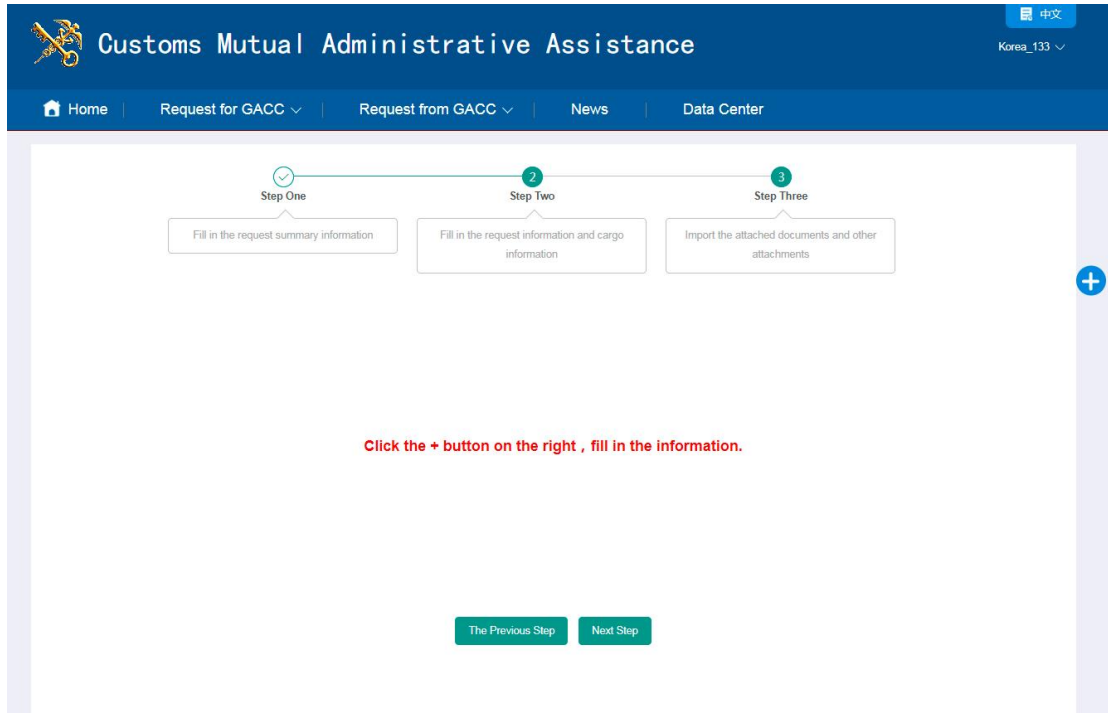 中文
Customs Mutual Administrative Assistance
Korea_133
Home
Request for GACC
Request from GACC
News
Data Center
2
3
Step One
Step Two
Step Three
Fill in the request summary information
Fill in the request information and cargo
information
Import the attached documents and other
attachments
Click the + button on the right , fill in the information.
The Previous Step
Next Step